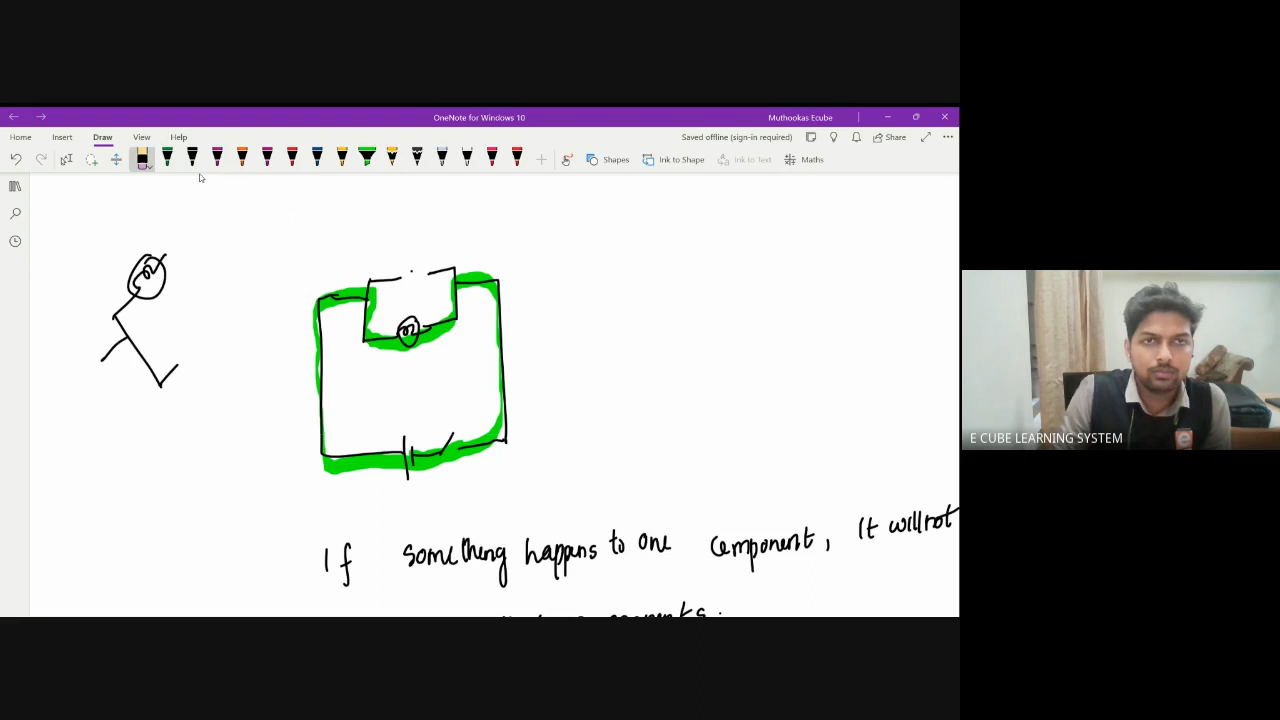 OneNote for Windows 10
Muthookas Ecube
Home Insert Draw View Help
Saved offline (sign-in required)
Share
Shapes
Ink to Shape
Ink to Text
Maths
If something happens to one component, it will not
E CUBE LEARNING SYSTEM